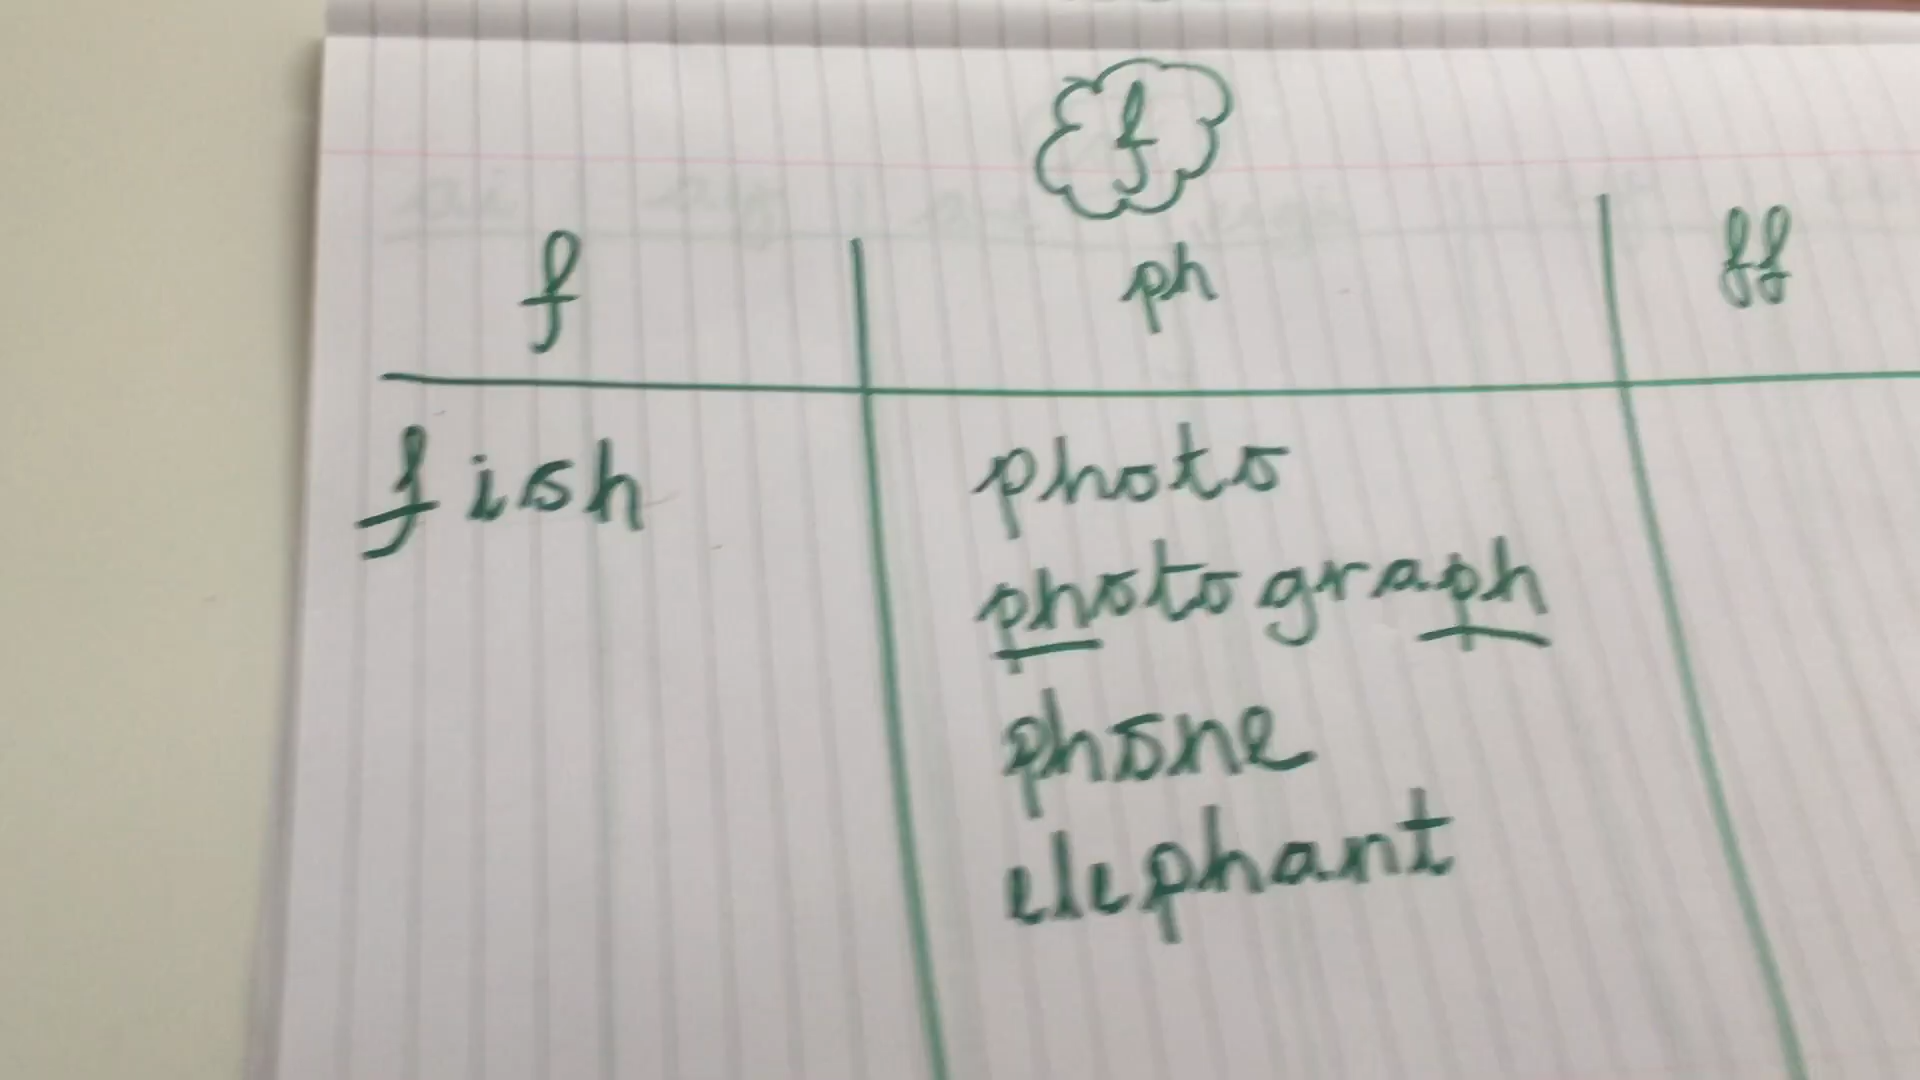 f
f ph ff
fish photo
photograph
phone
elephant